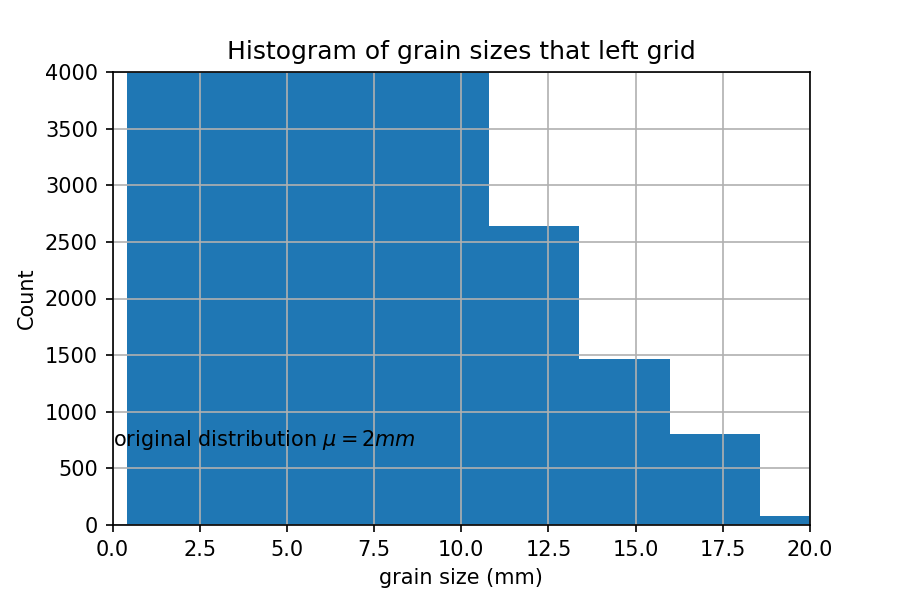 Histogram of grain sizes that left grid
4000
3500
3000
2500
2000
1500
1000
500
0
Count
original distribution μ = 2mm
0.0 2.5 5.0 7.5 10.0 12.5 15.0 17.5 20.0
grain size (mm)